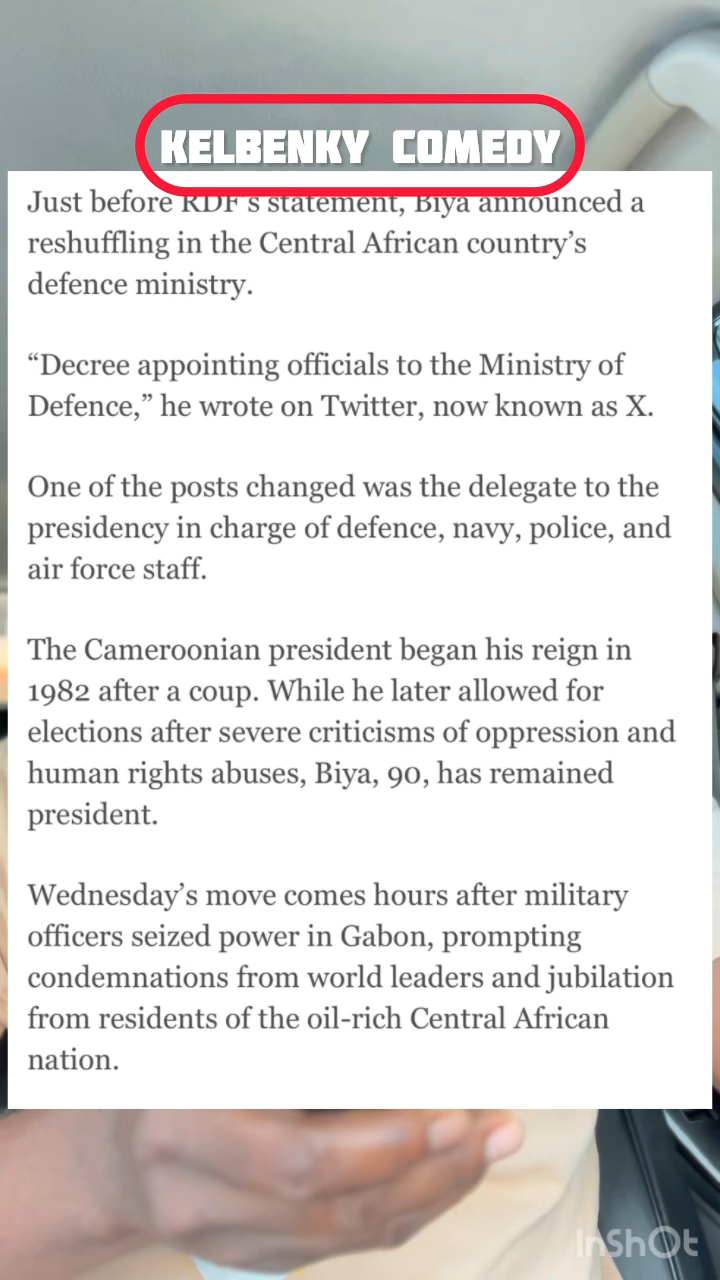 KELBENKY COMEDY
Just before RDF's statement, Biya announced a
reshuffling in the Central African country’s
defence ministry.
“Decree appointing officials to the Ministry of
Defence,” he wrote on Twitter, now known as X.
One of the posts changed was the delegate to the
presidency in charge of defence, navy, police, and
air force staff.
The Cameroonian president began his reign in
1982 after a coup. While he later allowed for
elections after severe criticisms of oppression and
human rights abuses, Biya, 90, has remained
president.
Wednesday’s move comes hours after military
officers seized power in Gabon, prompting
condemnations from world leaders and jubilation
from residents of the oil-rich Central African
nation.
InShOt